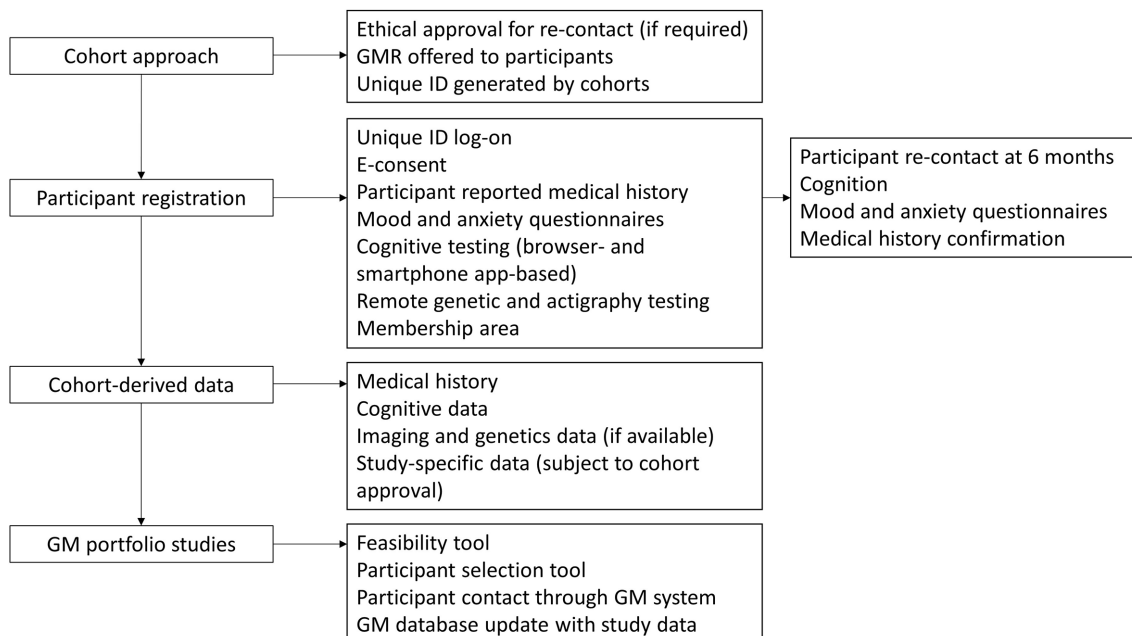 Cohort approach
Ethical approval for re-contact (if required)
GMR offered to participants
Unique ID generated by cohorts
Participant registration
Unique ID log-on
E-consent
Participant reported medical history
Mood and anxiety questionnaires
Cognitive testing (browser- and
smartphone app-based)
Remote genetic and actigraphy testing
Membership area
Participant re-contact at 6 months
Cognition
Mood and anxiety questionnaires
Medical history confirmation
Cohort-derived data
Medical history
Cognitive data
Imaging and genetics data (if available)
Study-specific data (subject to cohort
approval)
GM portfolio studies
Feasibility tool
Participant selection tool
Participant contact through GM system
GM database update with study data